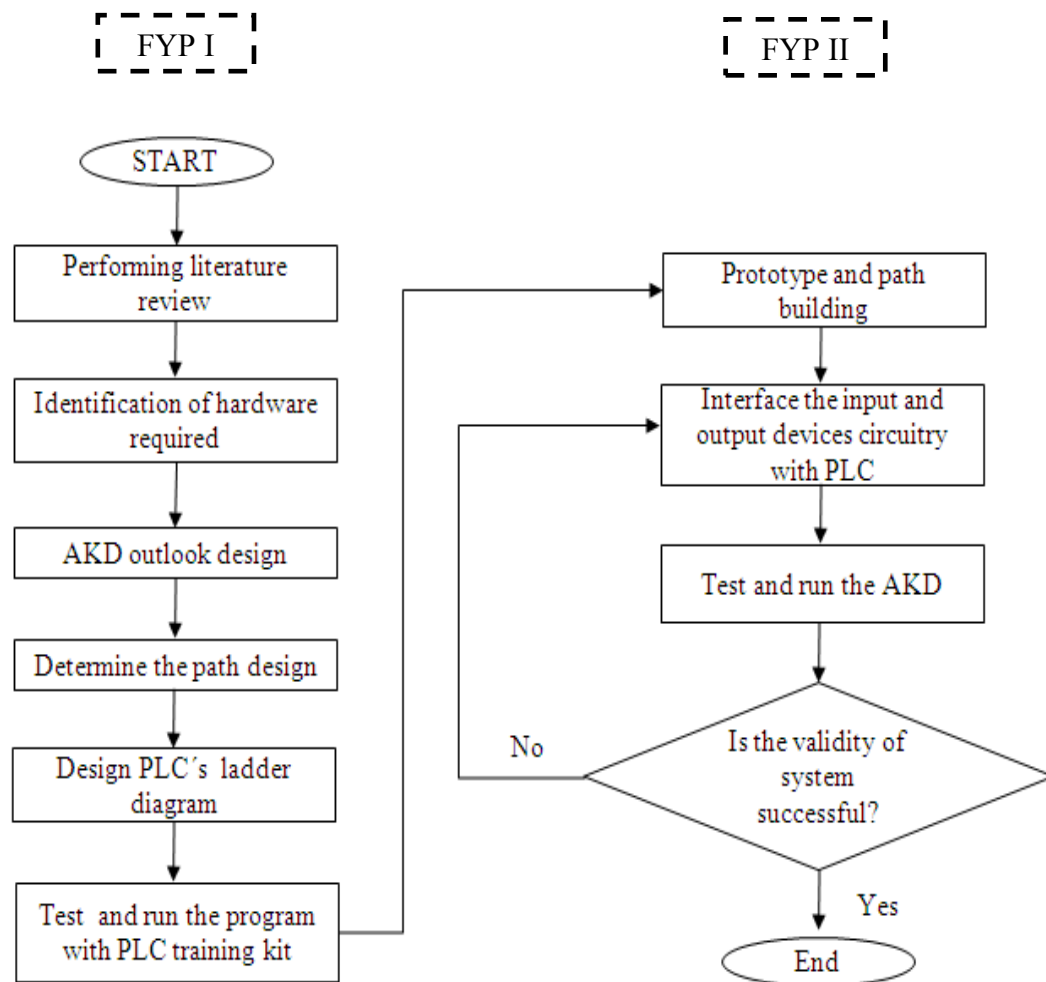 FYP I
FYP II
START
Performing literature
review
Identification of hardware
required
AKD outlook design
Determine the path design
Design PLC´s ladder
diagram
Test and run the program
with PLC training kit
Prototype and path
building
Interface the input and
output devices circuitry
with PLC
Test and run the AKD
Is the validity of
system
successful?
No
Yes
End